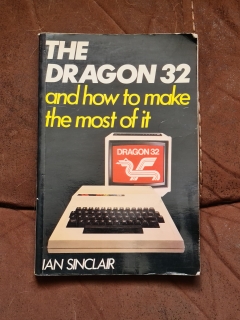 THE
DRAGON 32
and how to make
the most of it
DRAGON 32
IAN SINCLAIR